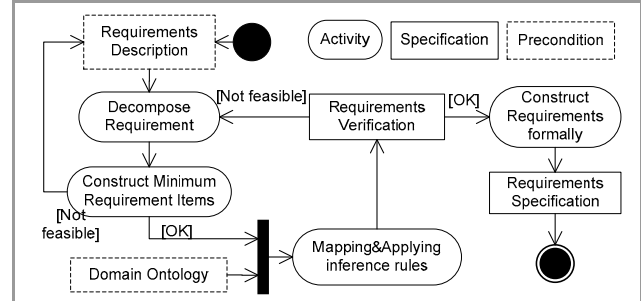 Requirements
Description
Activity
Specification
Precondition
Decompose
Requirement
[Not feasible]
Requirements
Verification
[OK]
Construct
Requirements
formally
Construct Minimum
Requirement Items
[Not
feasible]
[OK]
Requirements
Specification
Domain Ontology
Mapping&Applying
inference rules